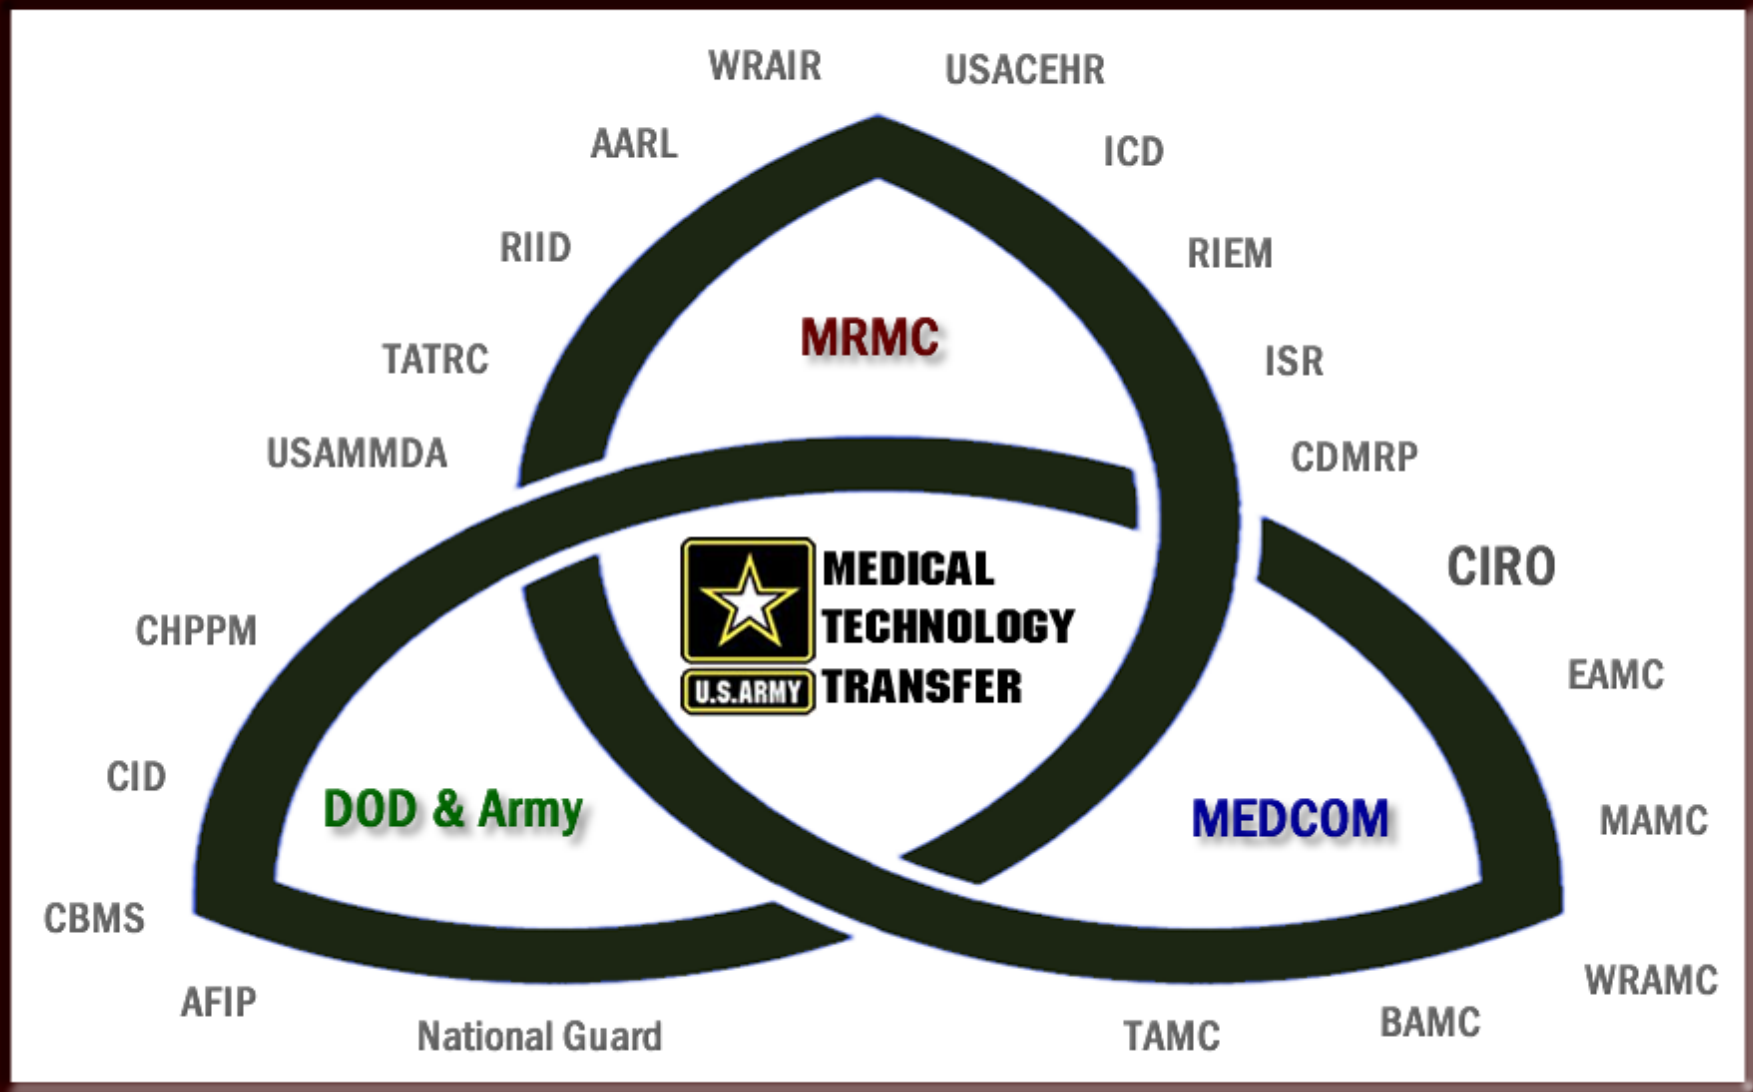 WRAIR
USACEHR
AARL
ICD
RIID
RIEM
MRMC
TATRC
ISR
USAMMDA
CDMRP
CIRO
MEDICAL
TECHNOLOGY
TRANSFER
U.S.ARMY
CHPPM
EAMC
CID
DOD & Army
MEDCOM
MAMC
CBMS
WRAMC
AFIP
National Guard
TAMC
BAMC